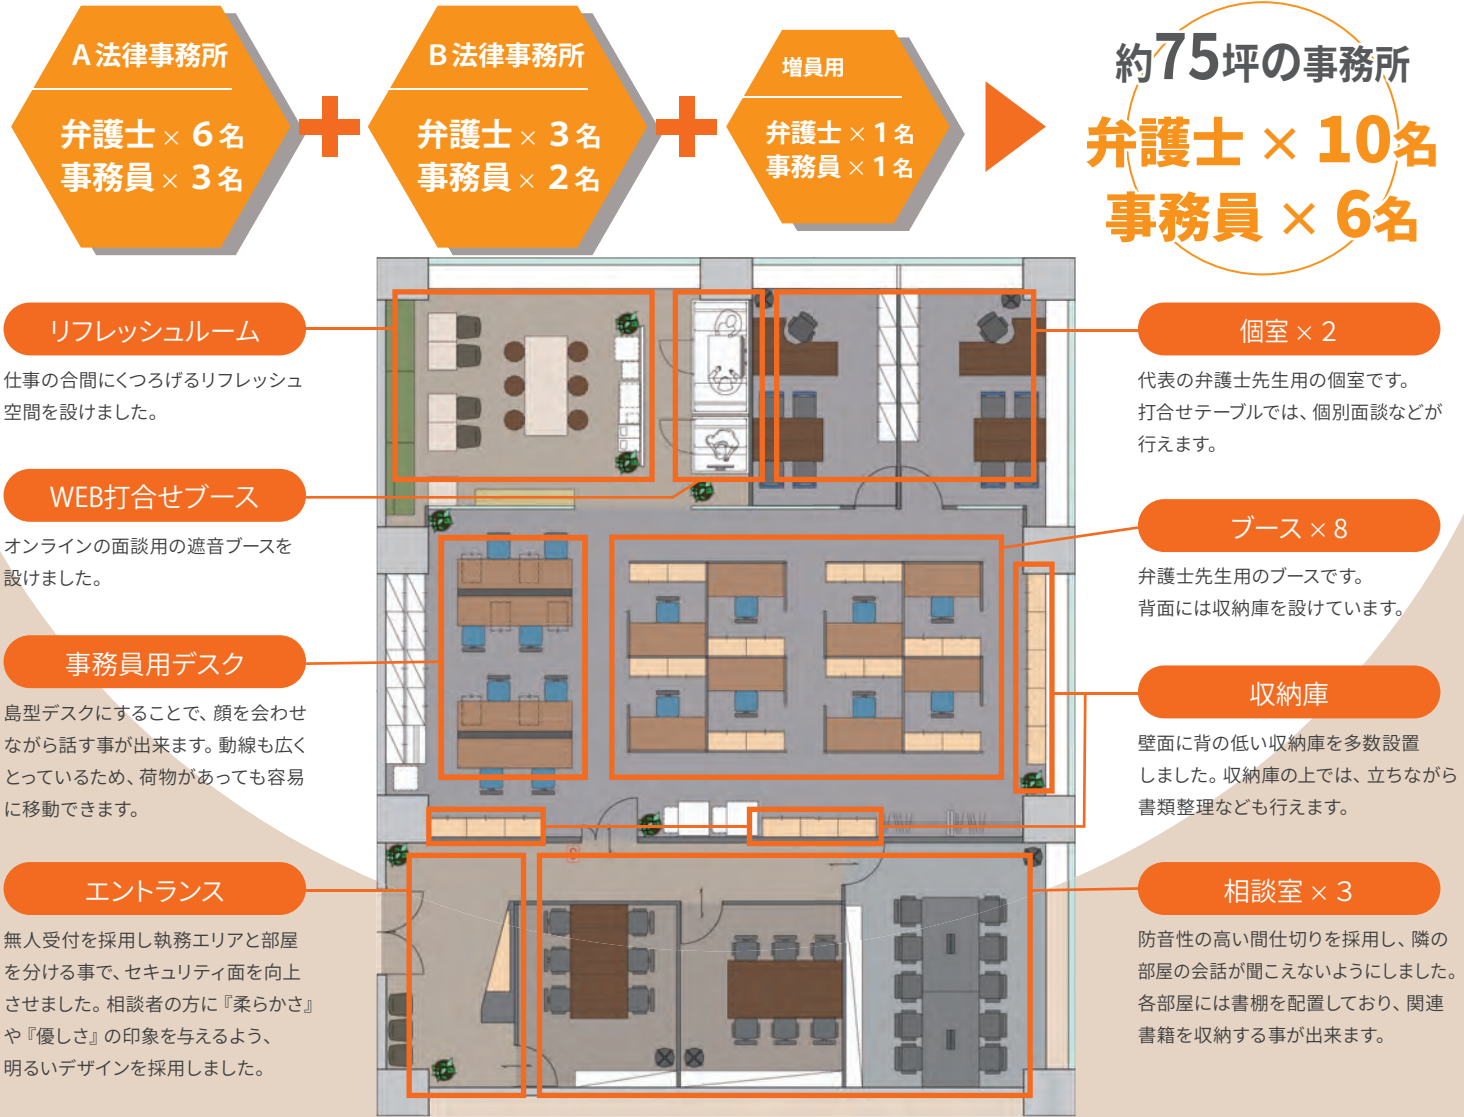 A法律事務所
弁護士 × 6名
事務員 × 3名
B法律事務所
弁護士 × 3名
事務員 × 2名
増員用
弁護士 × 1名
事務員 × 1名
約75坪の事務所
弁護士 × 10名
事務員 × 6名
リフレッシュルーム
仕事の合間にくつろげるリフレッシュ
空間を設けました。
WEB打合せブース
オンラインの面談用の遮音ブースを
設けました。
事務員用デスク
島型デスクにすることで、顔を会わせ
ながら話す事が出来ます。動線も広く
とっているため、荷物があっても容易
に移動できます。
エントランス
無人受付を採用し執務エリアと部屋
を分ける事で、セキュリティ面を向上
させました。相談者の方に『柔らかさ』
や『優しさ』の印象を与えるよう、
明るいデザインを採用しました。
個室 × 2
代表の弁護士先生用の個室です。
打合せテーブルでは、個別面談などが
行えます。
ブース × 8
弁護士先生用のブースです。
背面には収納庫を設けています。
収納庫
壁面に背の低い収納庫を多数設置
しました。収納庫の上では、立ちながら
書類整理なども行えます。
相談室 × 3
防音性の高い間仕切りを採用し、隣の
部屋の会話が聞こえないようにしました。
各部屋には書棚を配置しており、関連
書籍を収納する事が出来ます。